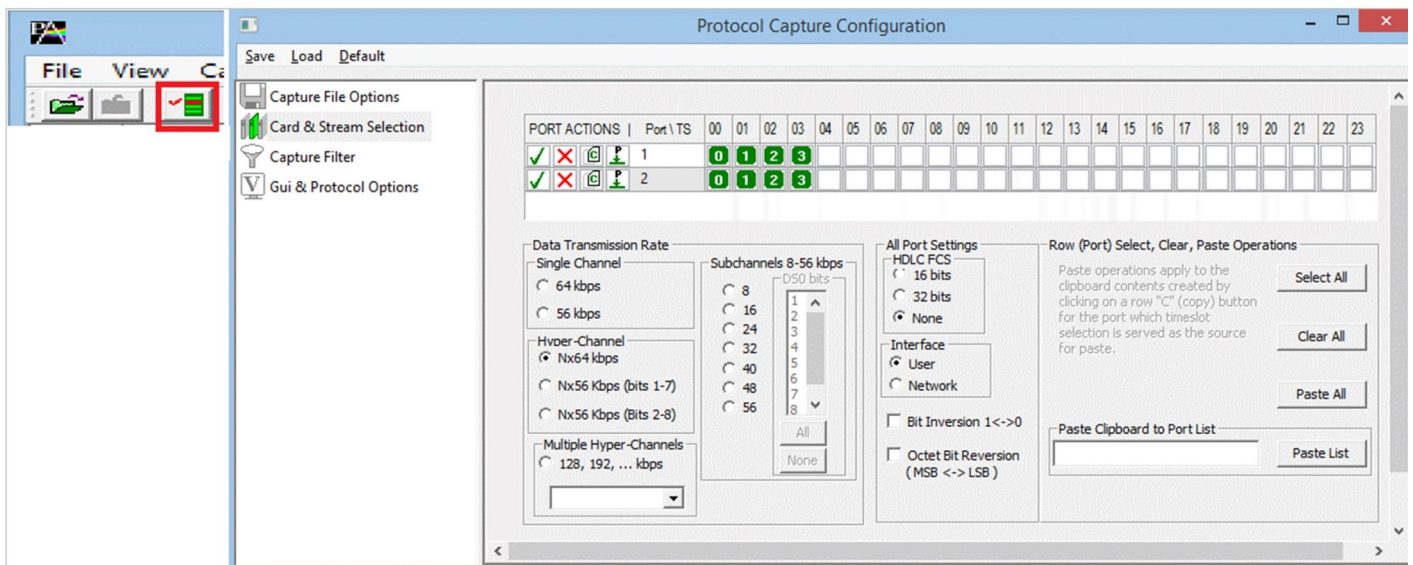 PA
File View Ca
Protocol Capture Configuration
Save Load Default
Capture File Options
Card & Stream Selection
Capture Filter
V Gui & Protocol Options
PORT ACTIONS | Port \ TS 00 01 02 03 04 05 06 07 08 09 10 11 12 13 14 15 16 17 18 19 20 21 22 23
C P 1 0 1 2 3
C P 2 0 1 2 3
Data Transmission Rate
Single Channel
64 kbps
56 kbps
Hyper-Channel
Nx64 kbps
Nx56 Kbps (bits 1-7)
Nx56 Kbps (Bits 2-8)
Multiple Hyper-Channels
128, 192, ... kbps
Subchannels 8-56 kbps
8
16
24
32
40
48
56
DS0 bits
1
2
3
4
5
6
7
8
All
None
All Port Settings
HDLC FCS
16 bits
32 bits
None
Interface
User
Network
Bit Inversion 1<->0
Octet Bit Reversion
( MSB <-> LSB )
Row (Port) Select, Clear, Paste Operations
Paste operations apply to the
clipboard contents created by
clicking on a row "C" (copy) button
for the port which timeslot
selection is served as the source
for paste.
Select All
Clear All
Paste All
Paste Clipboard to Port List
Paste List